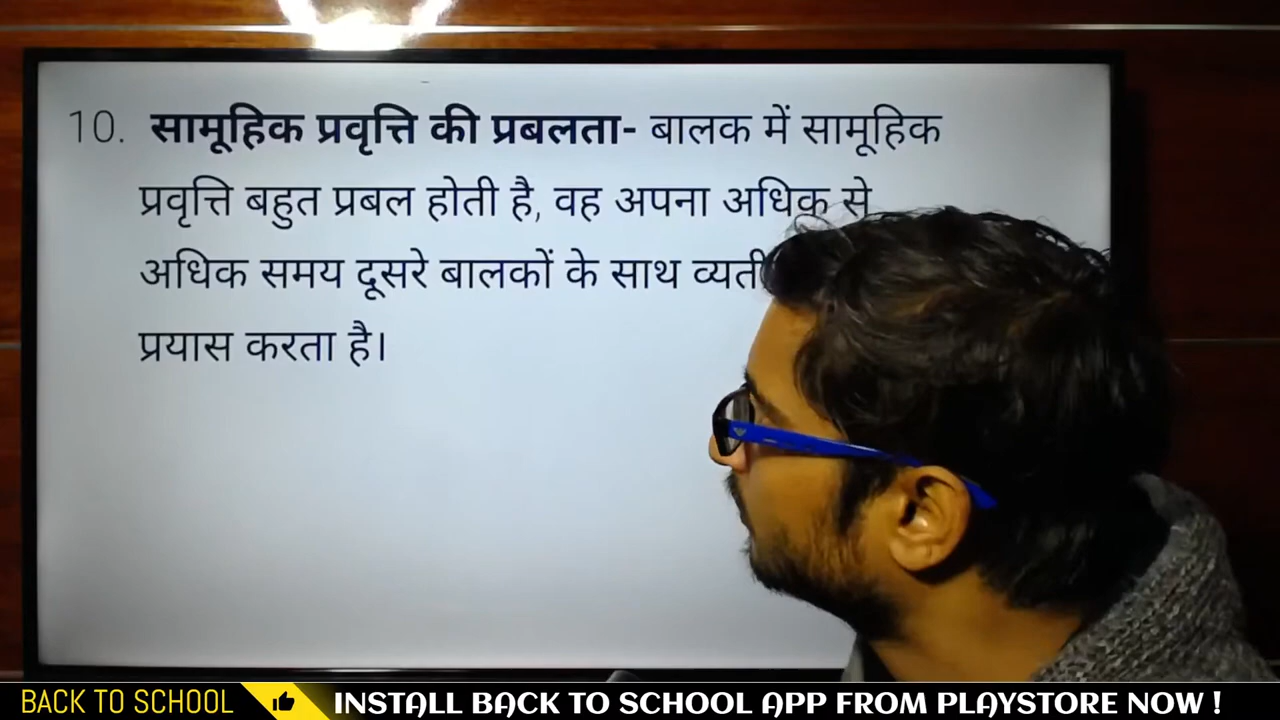 10. सामूहिक प्रवृत्ति की प्रबलता- बालक में सामूहिक
प्रवृत्ति बहुत प्रबल होती है, वह अपना अधिक से
अधिक समय दूसरे बालकों के साथ
प्रयास करता है।
BACK TO SCHOOL INSTALL BACK TO SCHOOL APP FROM PLAYSTORE NOW !